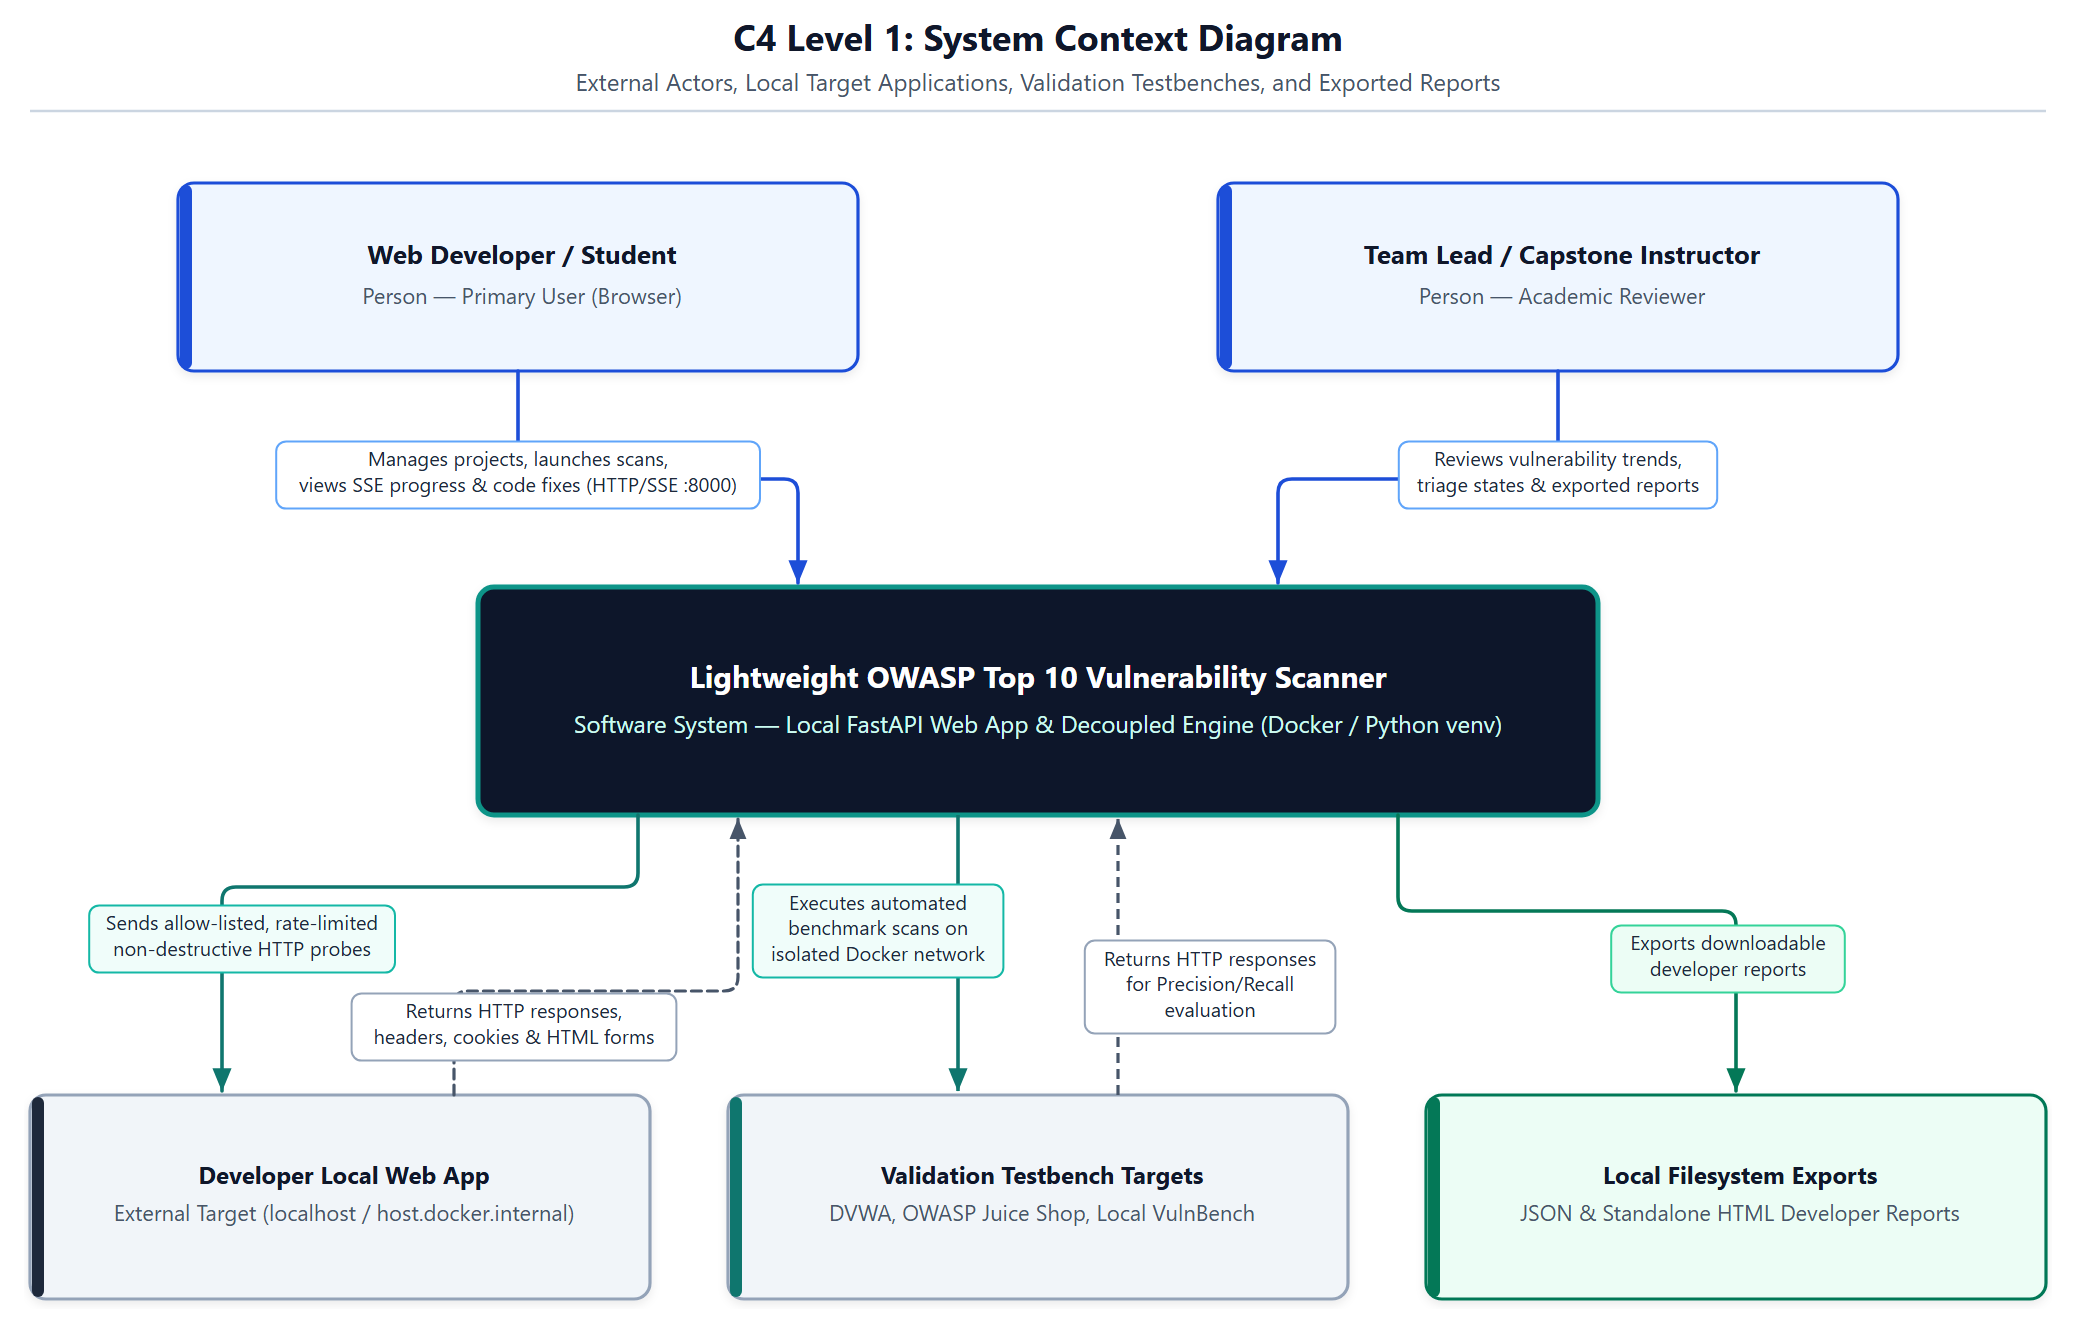 C4 Level 1: System Context Diagram
External Actors, Local Target Applications, Validation Testbenches, and Exported Reports
Web Developer / Student
Person — Primary User (Browser)
Team Lead / Capstone Instructor
Person — Academic Reviewer
Manages projects, launches scans,
views SSE progress & code fixes (HTTP/SSE :8000)
Reviews vulnerability trends,
triage states & exported reports
Lightweight OWASP Top 10 Vulnerability Scanner
Software System — Local FastAPI Web App & Decoupled Engine (Docker / Python venv)
Sends allow-listed, rate-limited
non-destructive HTTP probes
Returns HTTP responses,
headers, cookies & HTML forms
Executes automated
benchmark scans on
isolated Docker network
Returns HTTP responses
for Precision/Recall
evaluation
Exports downloadable
developer reports
Developer Local Web App
External Target (localhost / host.docker.internal)
Validation Testbench Targets
DVWA, OWASP Juice Shop, Local VulnBench
Local Filesystem Exports
JSON & Standalone HTML Developer Reports